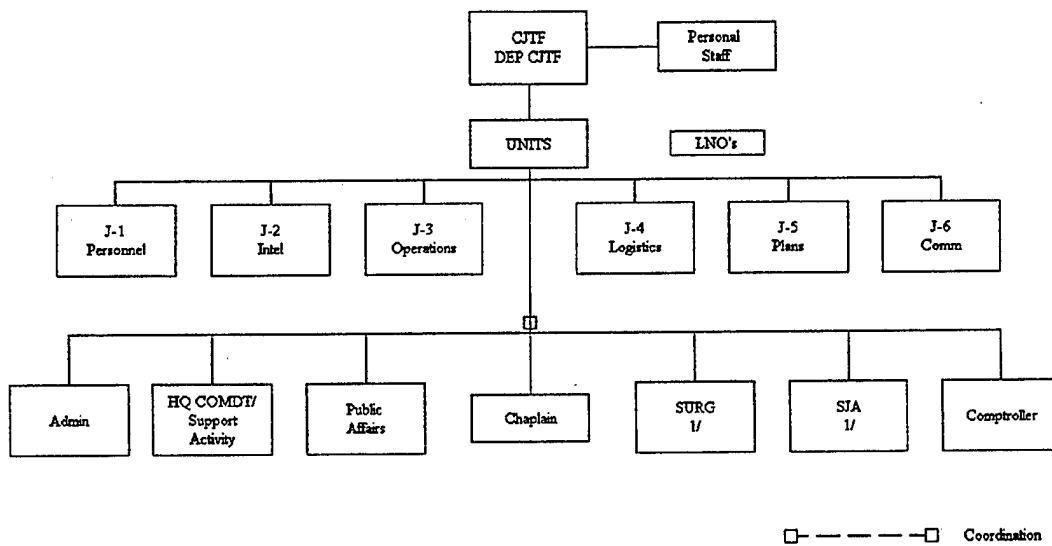 CJTF
DEP CJTF
Personal
Staff
UNITS
LNO's
J-1
Personnel
J-2
Intel
J-3
Operations
J-4
Logistics
J-5
Plans
J-6
Comm
Admin
HQ COMDT/
Support
Activity
Public
Affairs
Chaplain
SURG
1/
SJA
1/
Comptroller
Coordination